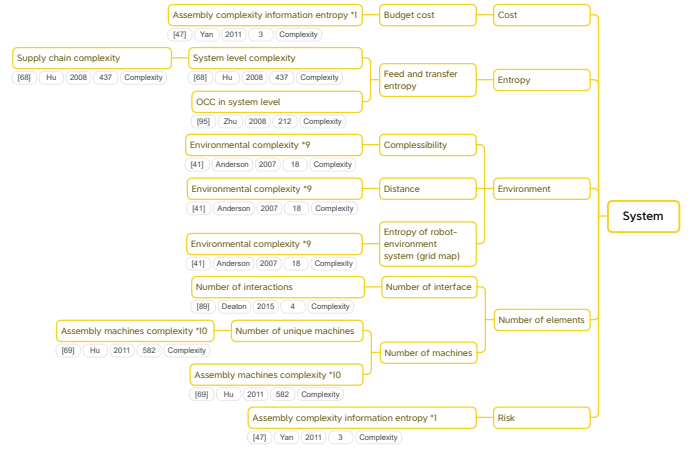 Assembly complexity information entropy *1
Budget cost
Cost
[47] Yan 2011 3 Complexity
Supply chain complexity
System level complexity
[68] Hu 2008 437 Complexity
[68] Hu 2008 437 Complexity
Feed and transfer
entropy
Entropy
OCC in system level
[95] Zhu 2008 212 Complexity
Environmental complexity *9
Complessibility
[41] Anderson 2007 18 Complexity
Environmental complexity *9
Distance
Environment
[41] Anderson 2007 18 Complexity
System
Environmental complexity *9
Entropy of robot-
environment
system (grid map)
[41] Anderson 2007 18 Complexity
Number of interactions
Number of interface
[89] Deaton 2015 4 Complexity
Number of elements
Assembly machines complexity *10
Number of unique machines
[69] Hu 2011 582 Complexity
Number of machines
Assembly machines complexity *10
[69] Hu 2011 582 Complexity
Assembly complexity information entropy *1
Risk
[47] Yan 2011 3 Complexity